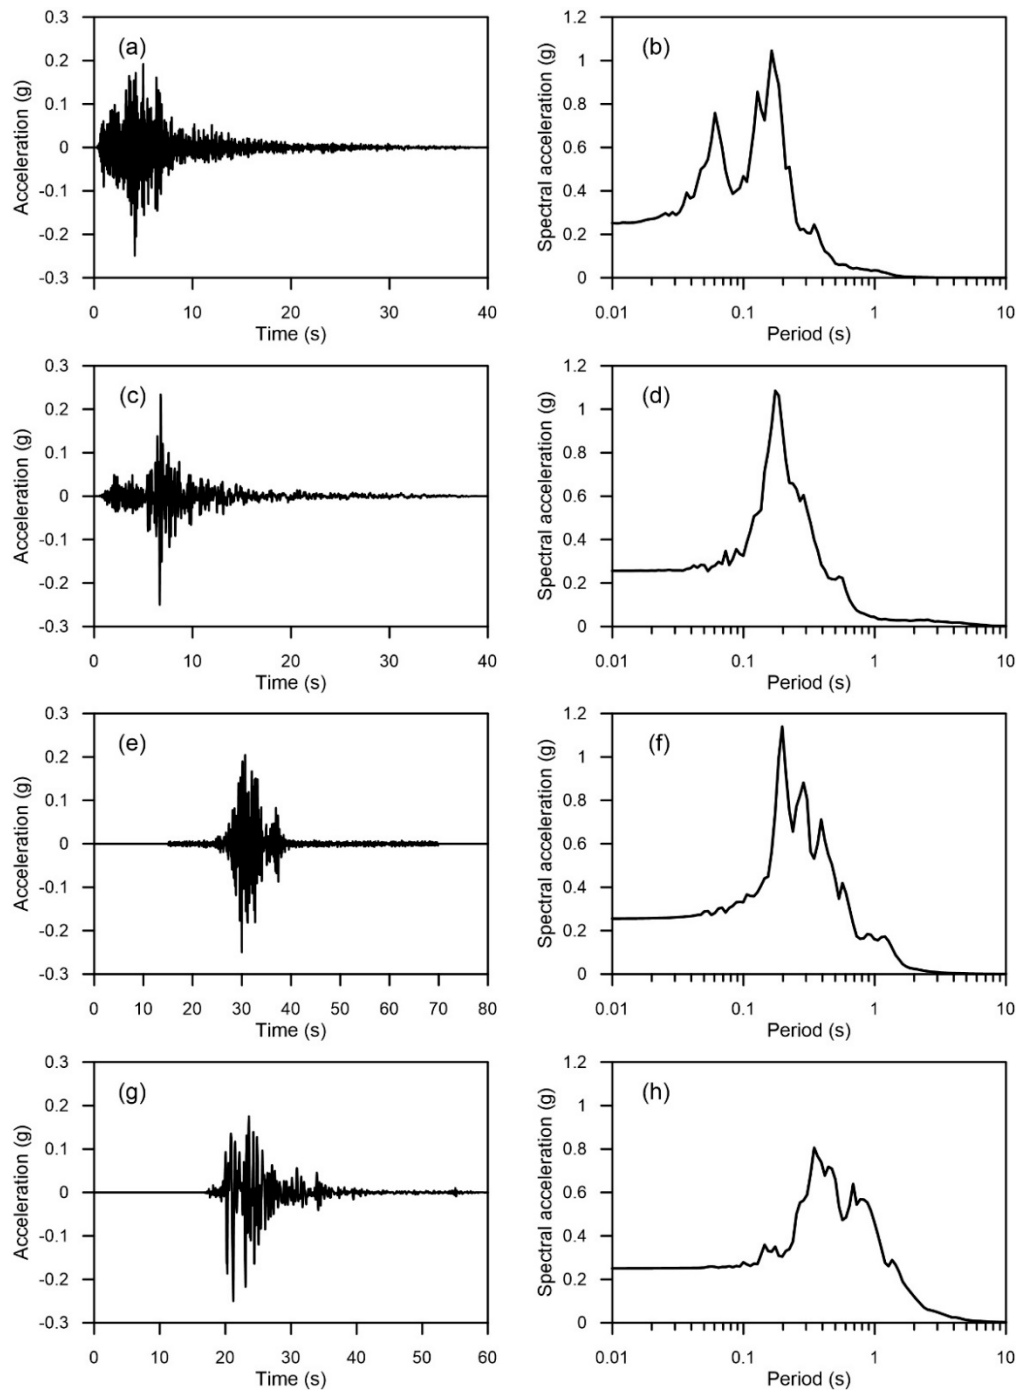 0.3
0.2
0.1
0
-0.1
-0.2
-0.3
Acceleration (g)
(a)
0 10 20 30 40
Time (s)
1.2
1
0.8
0.6
0.4
0.2
0
Spectral acceleration (g)
(b)
0.01 0.1 1 10
Period (s)
0.3
0.2
0.1
0
-0.1
-0.2
-0.3
Acceleration (g)
(c)
0 10 20 30 40
Time (s)
1.2
1
0.8
0.6
0.4
0.2
0
Spectral acceleration (g)
(d)
0.01 0.1 1 10
Period (s)
0.3
0.2
0.1
0
-0.1
-0.2
-0.3
Acceleration (g)
(e)
0 10 20 30 40 50 60 70 80
Time (s)
1.2
1
0.8
0.6
0.4
0.2
0
Spectral acceleration (g)
(f)
0.01 0.1 1 10
Period (s)
0.3
0.2
0.1
0
-0.1
-0.2
-0.3
Acceleration (g)
(g)
0 10 20 30 40 50 60
Time (s)
1.2
1
0.8
0.6
0.4
0.2
0
Spectral acceleration (g)
(h)
0.01 0.1 1 10
Period (s)